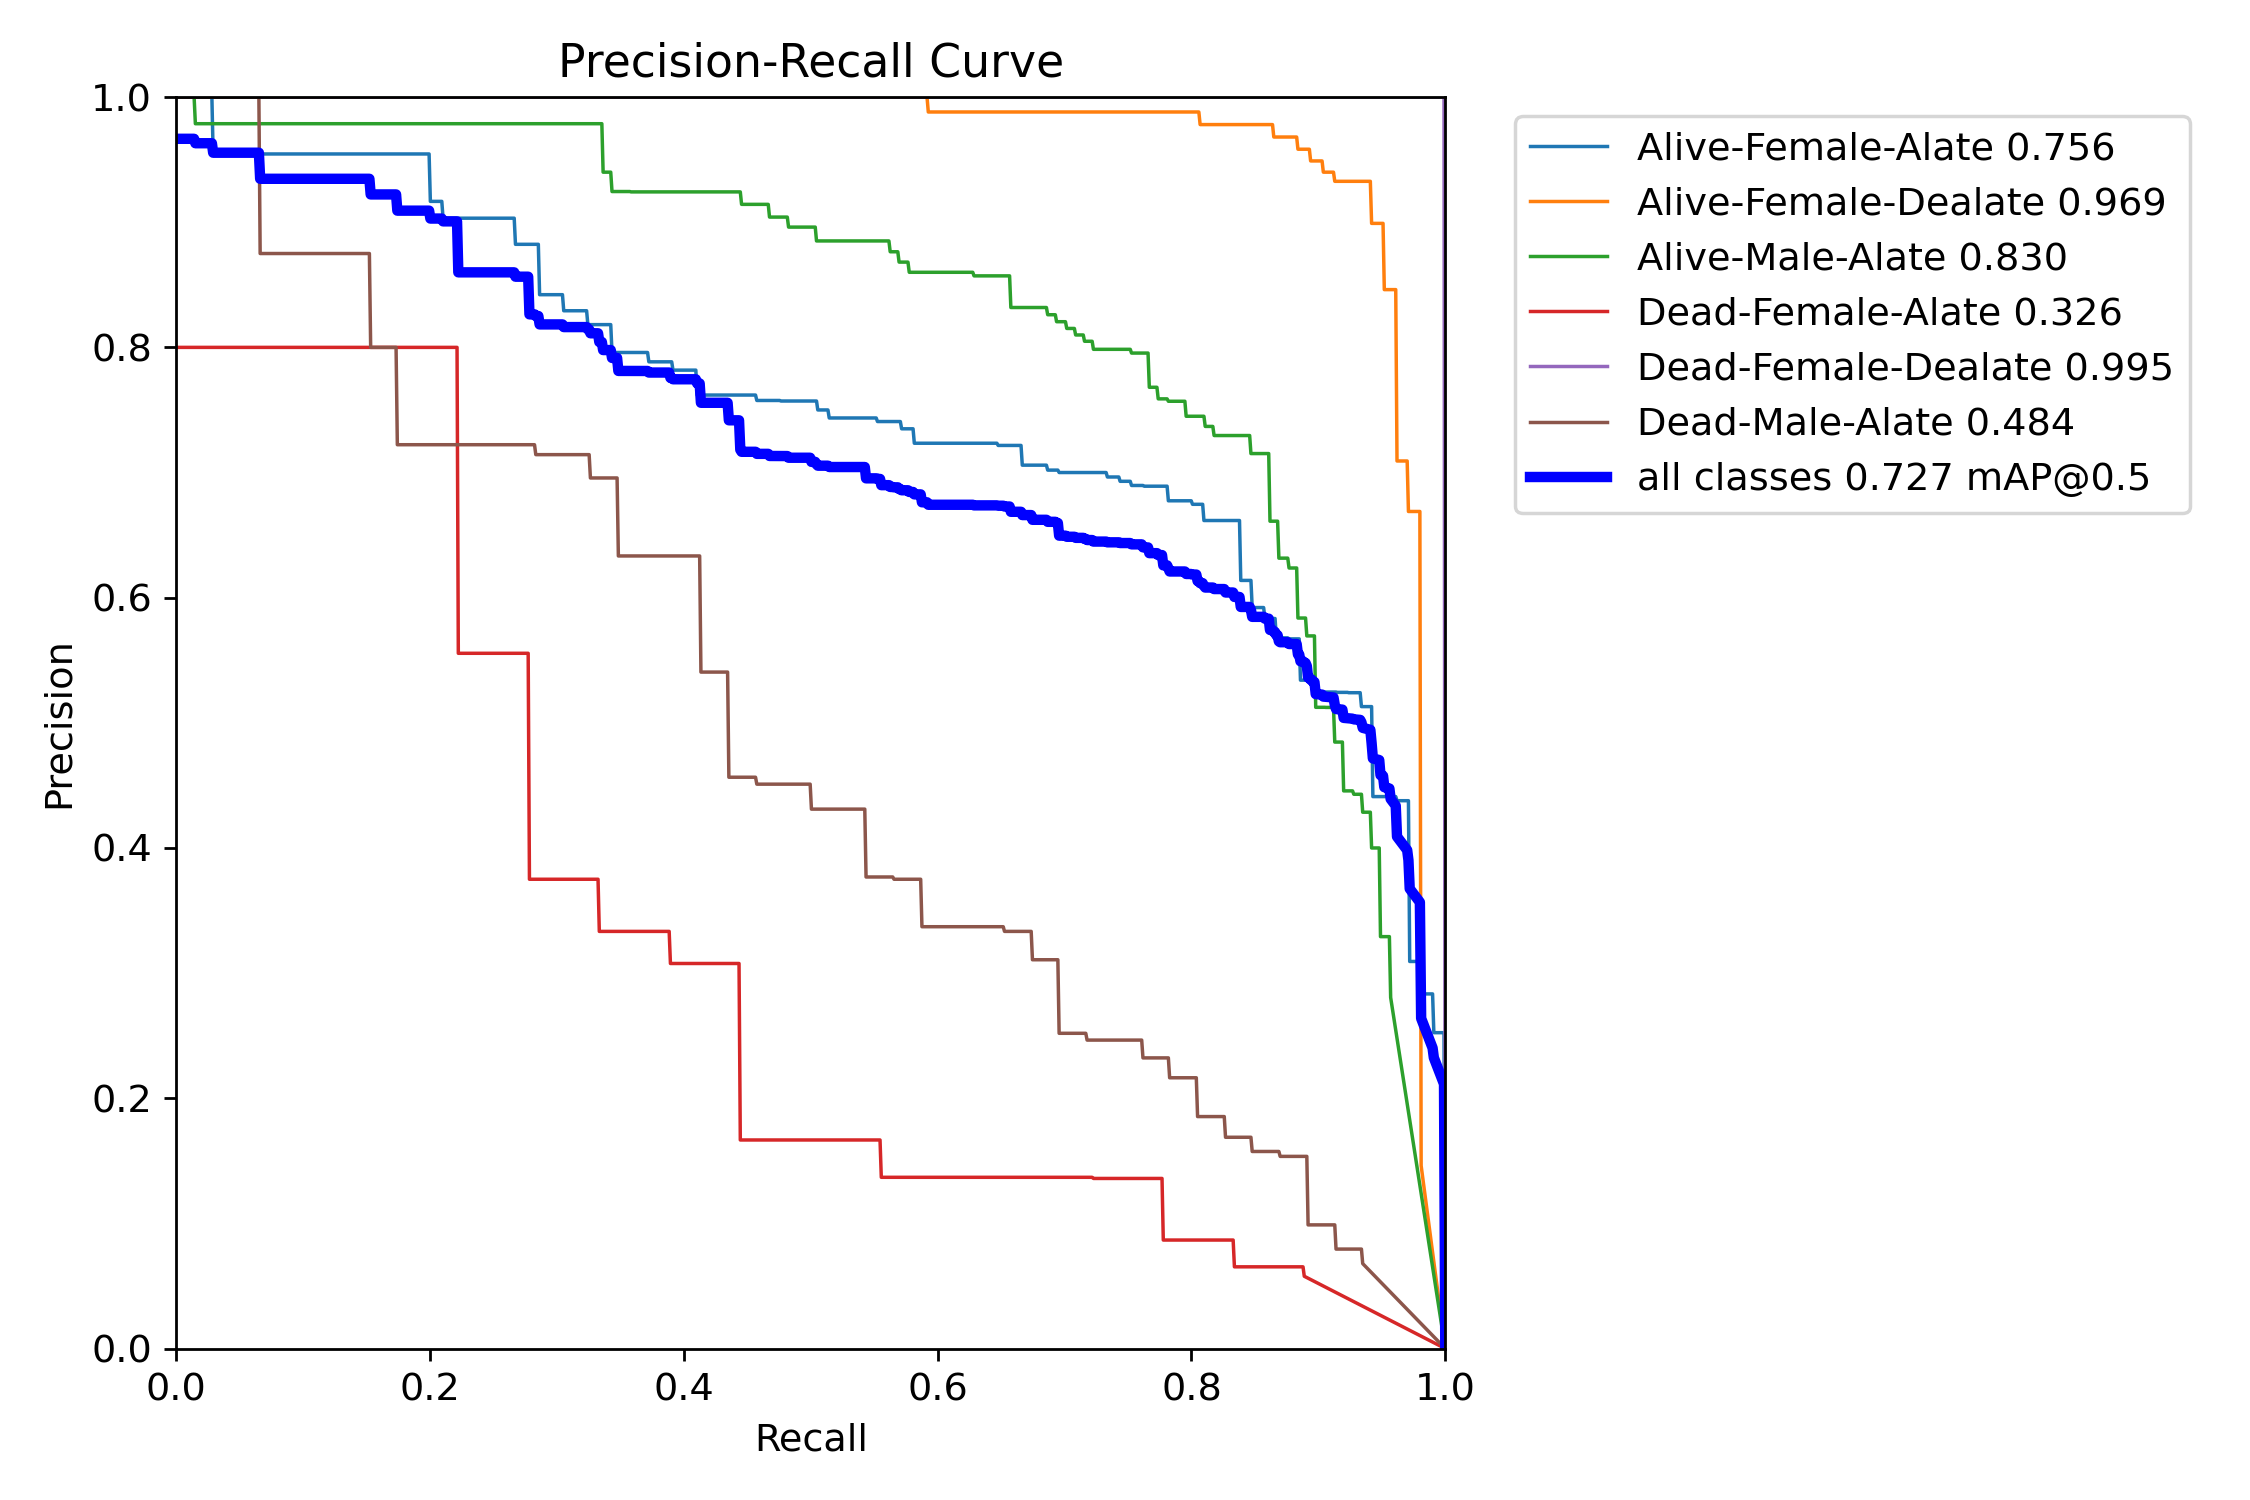 Precision-Recall Curve
1.0
0.8
0.6
0.4
0.2
0.0
Precision
0.0 0.2 0.4 0.6 0.8 1.0
Recall
Alive-Female-Alate 0.756
Alive-Female-Dealate 0.969
Alive-Male-Alate 0.830
Dead-Female-Alate 0.326
Dead-Female-Dealate 0.995
Dead-Male-Alate 0.484
all classes 0.727 mAP@0.5